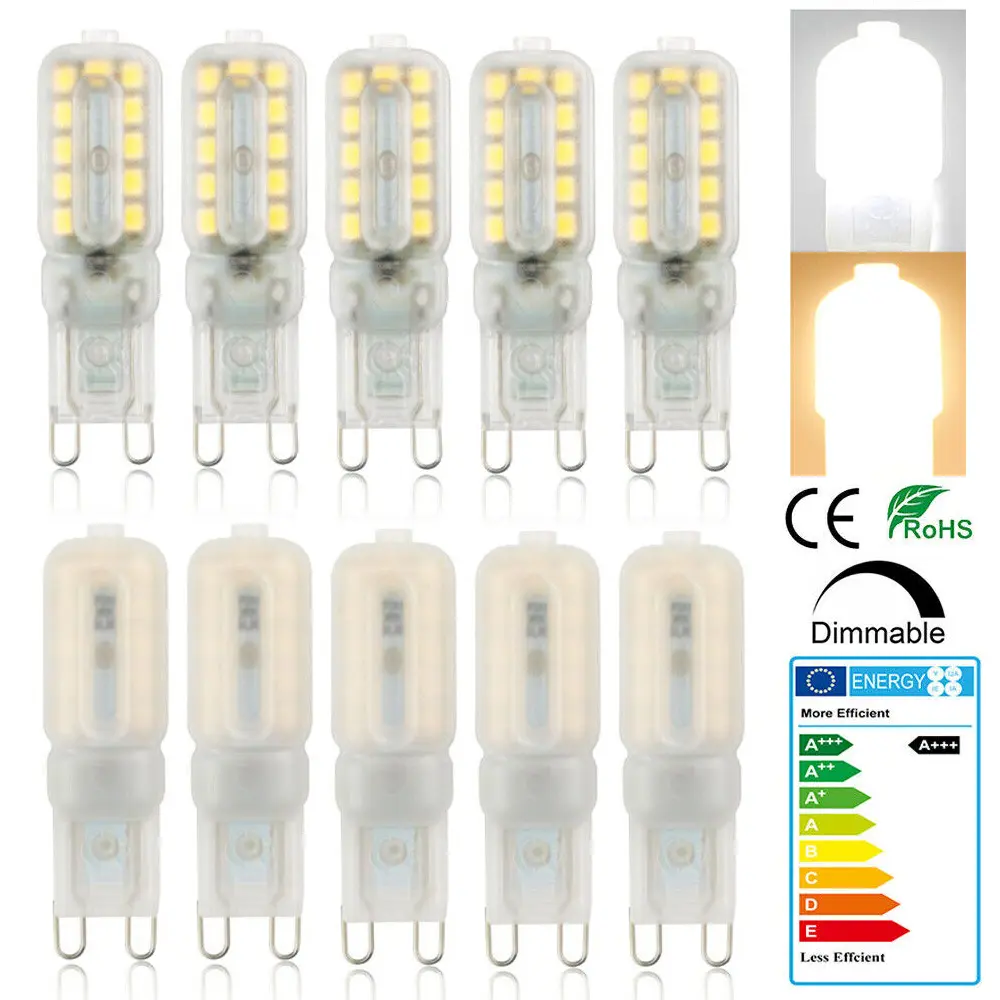 CE
RoHS
Dimmable
ENERGY
More Efficient
A+++
A+++
A++
A+
A
B
C
D
E
Less Effcient